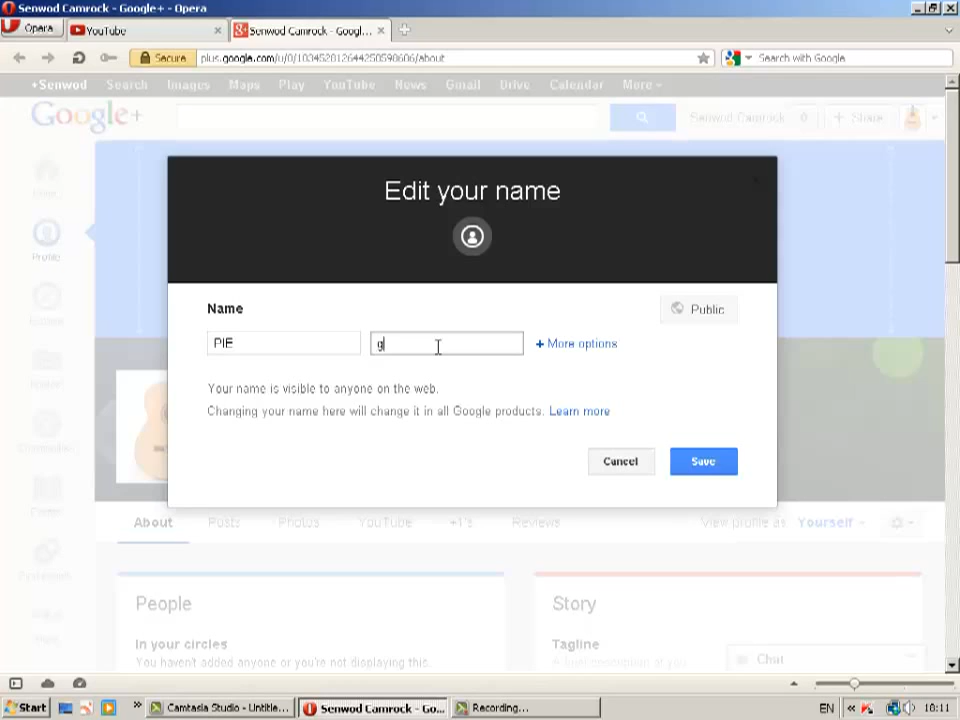 Senwod Camrock - Google+ - Opera
Opera
YouTube
Senwod Camrock - Googl...
Secure
plus.google.com/u/0/103452812644250590606/about
Search with Google
+Senwod Search Images Maps Play YouTube News Gmail Drive Calendar More
Google+
Senwod Camrock 0 + Share
Edit your name
Profile
Name
Public
PIE
g
+ More options
Your name is visible to anyone on the web.
Changing your name here will change it in all Google products. Learn more
Cancel
Save
About Posts Photos YouTube +1's Reviews View profile as Yourself
People
Story
In your circles
Tagline
You haven't added anyone or you're not displaying this.
Chat
Start
Camtasia Studio - Untitle...
Senwod Camrock - Go...
Recording...
EN
18:11